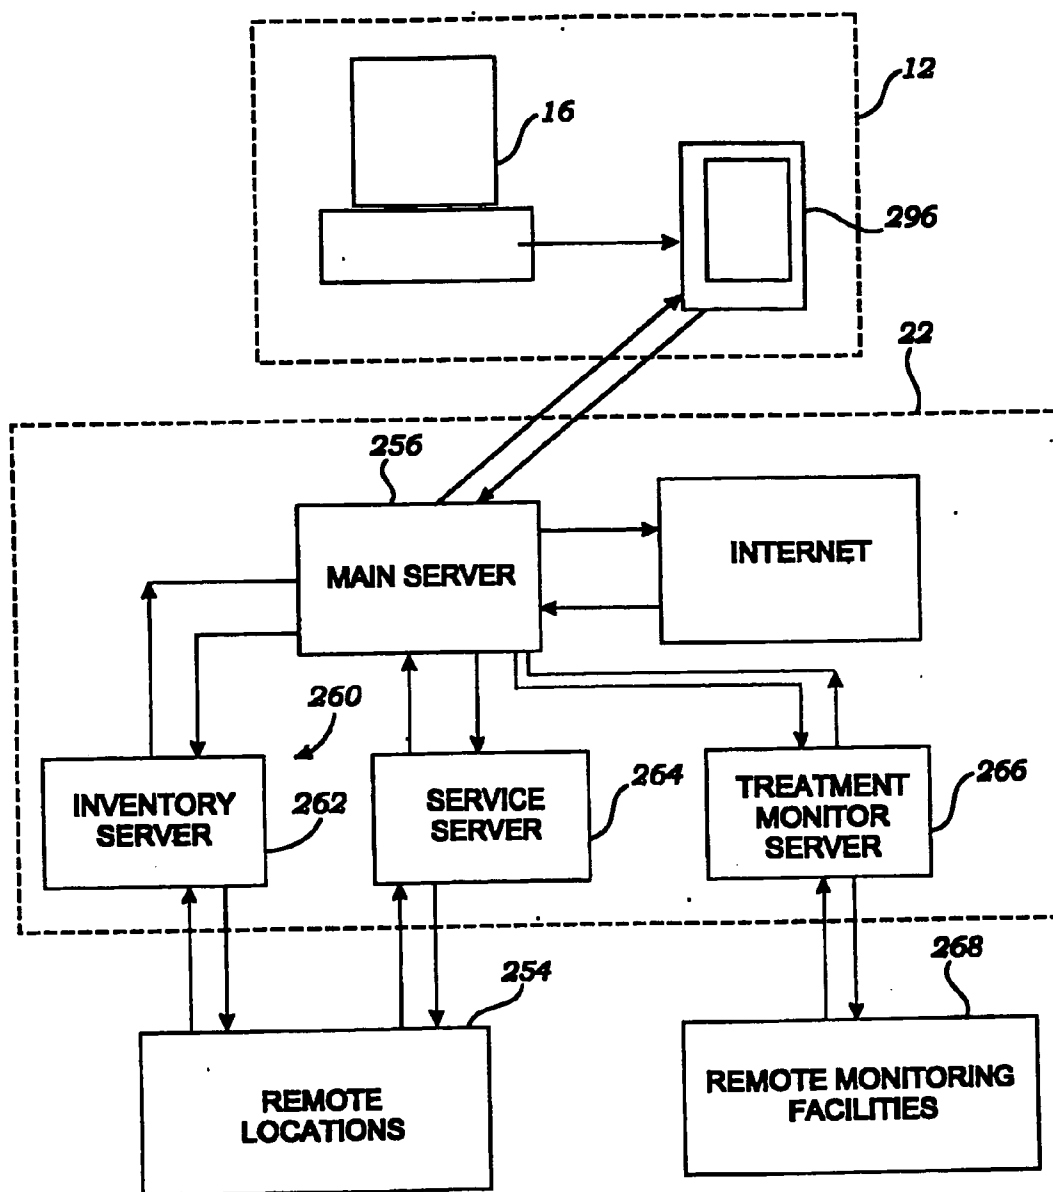 12
16
296
22
256
MAIN SERVER
INTERNET
260
INVENTORY
SERVER
262
SERVICE
SERVER
264
TREATMENT
MONITOR
SERVER
266
254
268
REMOTE
LOCATIONS
REMOTE MONITORING
FACILITIES